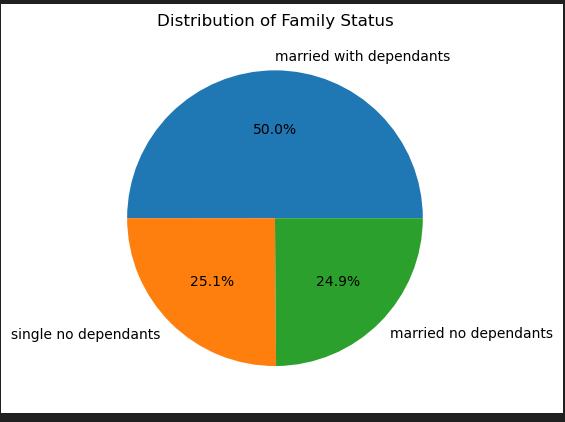 Distribution of Family Status
married with dependants
50.0%
25.1%
24.9%
single no dependants
married no dependants